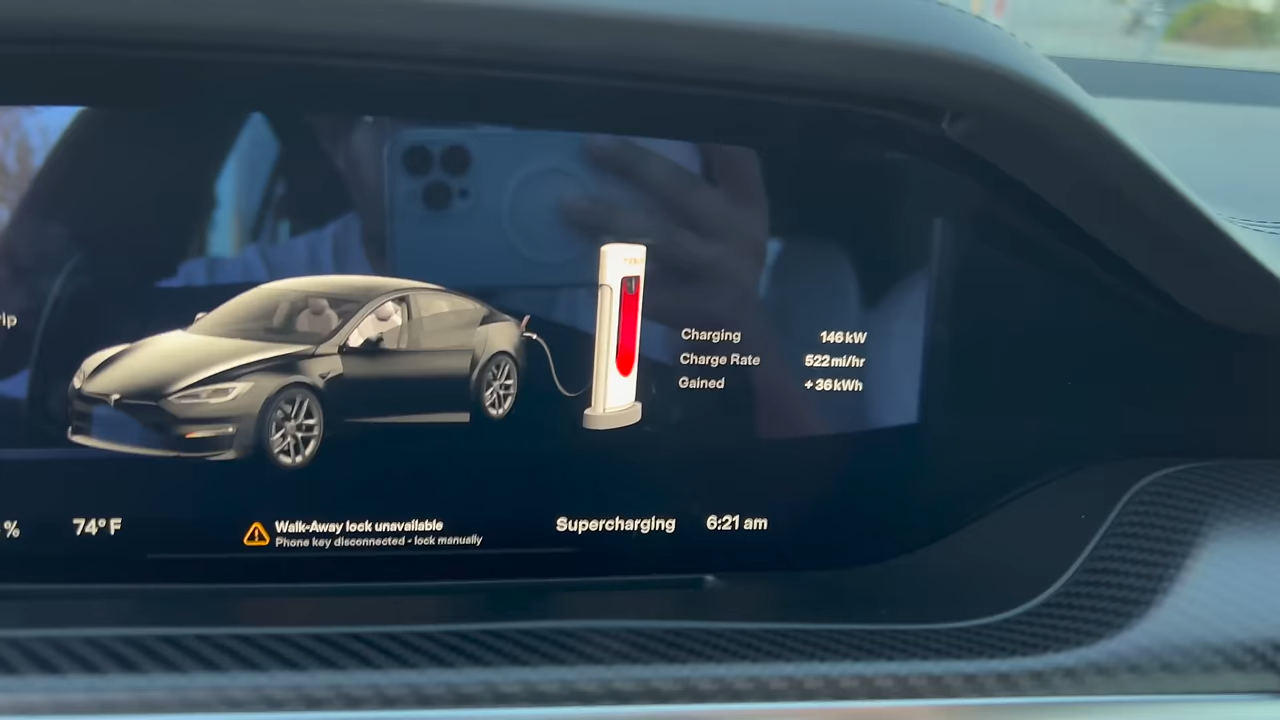 TESLA
Charging 146 kW
Charge Rate 522 mi/hr
Gained + 36 kWh
% 74°F
Walk-Away lock unavailable
Phone key disconnected - lock manually
Supercharging 6:21 am